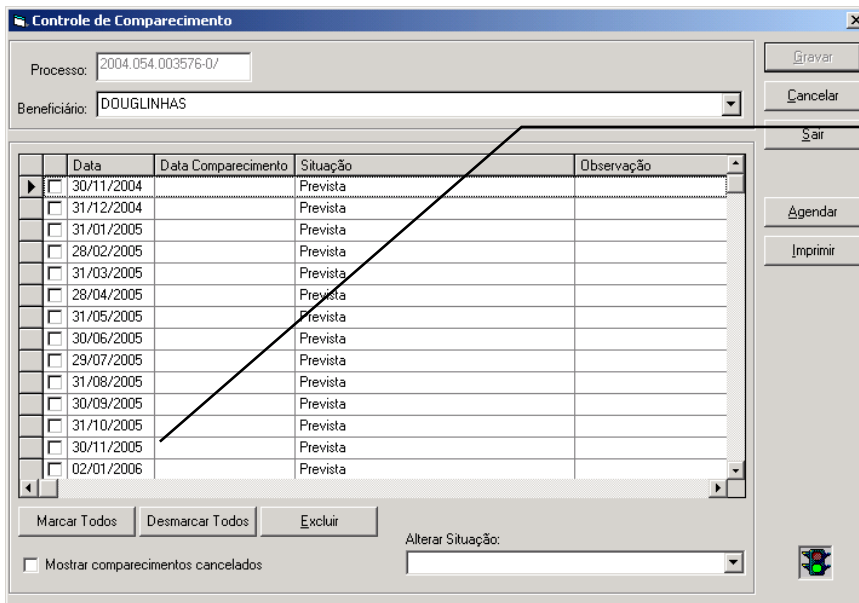 Controle de Comparecimento
Processo: 2004.054.003576-0/
Beneficiário: DOUGLINHAS
Gravar
Cancelar
Sair
Agendar
Imprimir
Data Data Comparecimento Situação Observação
30/11/2004 Prevista
31/12/2004 Prevista
31/01/2005 Prevista
28/02/2005 Prevista
31/03/2005 Prevista
28/04/2005 Prevista
31/05/2005 Prevista
30/06/2005 Prevista
29/07/2005 Prevista
31/08/2005 Prevista
30/09/2005 Prevista
31/10/2005 Prevista
30/11/2005 Prevista
02/01/2006 Prevista
Marcar Todos Desmarcar Todos Excluir
Alterar Situação:
Mostrar comparecimentos cancelados